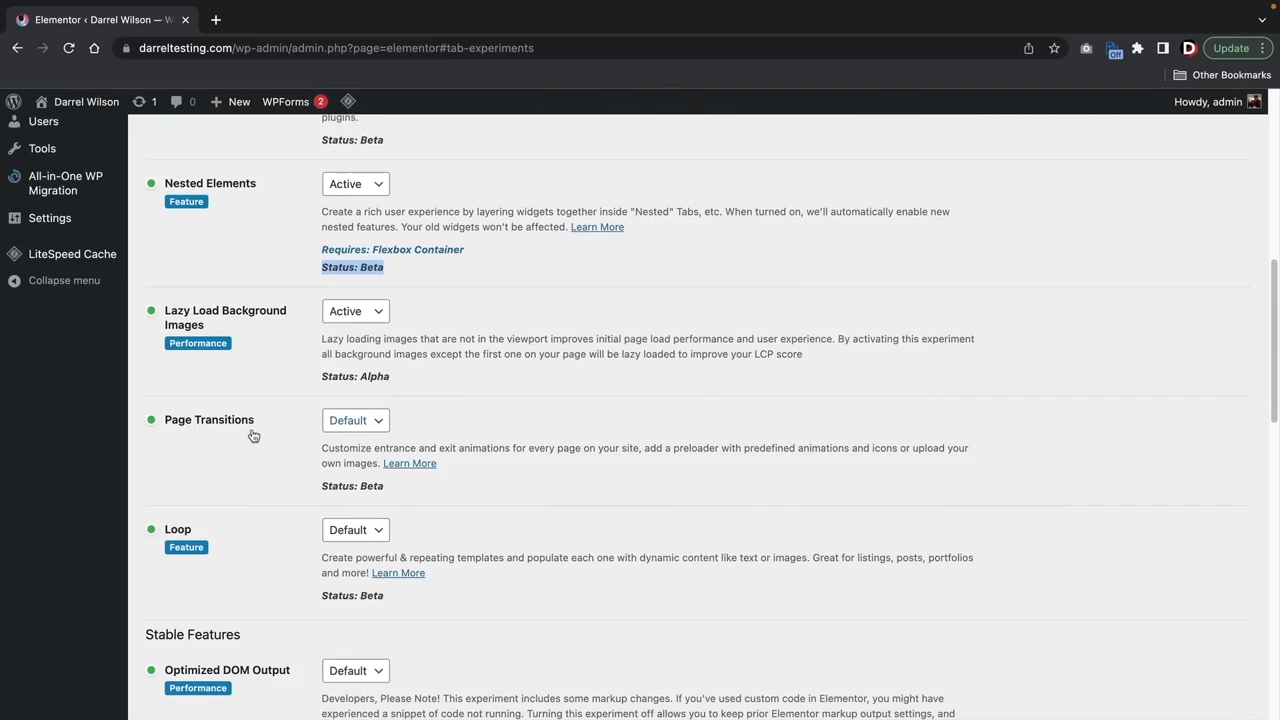 Elementor ‹ Darrel Wilson — W
darreltesting.com/wp-admin/admin.php?page=elementor#tab-experiments
Off
D
Update
Other Bookmarks
Darrel Wilson
1
0
New
WPForms 2
Howdy, admin
Users
Tools
All-in-One WP
Migration
Settings
LiteSpeed Cache
Collapse menu
plugins.
Status: Beta
Nested Elements
Feature
Active
Create a rich user experience by layering widgets together inside "Nested" Tabs, etc. When turned on, we'll automatically enable new
nested features. Your old widgets won't be affected. Learn More
Requires: Flexbox Container
Status: Beta
Lazy Load Background
Images
Performance
Active
Lazy loading images that are not in the viewport improves initial page load performance and user experience. By activating this experiment
all background images except the first one on your page will be lazy loaded to improve your LCP score
Status: Alpha
Page Transitions
Default
Customize entrance and exit animations for every page on your site, add a preloader with predefined animations and icons or upload your
own images. Learn More
Status: Beta
Loop
Feature
Default
Create powerful & repeating templates and populate each one with dynamic content like text or images. Great for listings, posts, portfolios
and more! Learn More
Status: Beta
Stable Features
Optimized DOM Output
Performance
Default
Developers, Please Note! This experiment includes some markup changes. If you've used custom code in Elementor, you might have
experienced a snippet of code not running. Turning this experiment off allows you to keep prior Elementor markup output settings, and